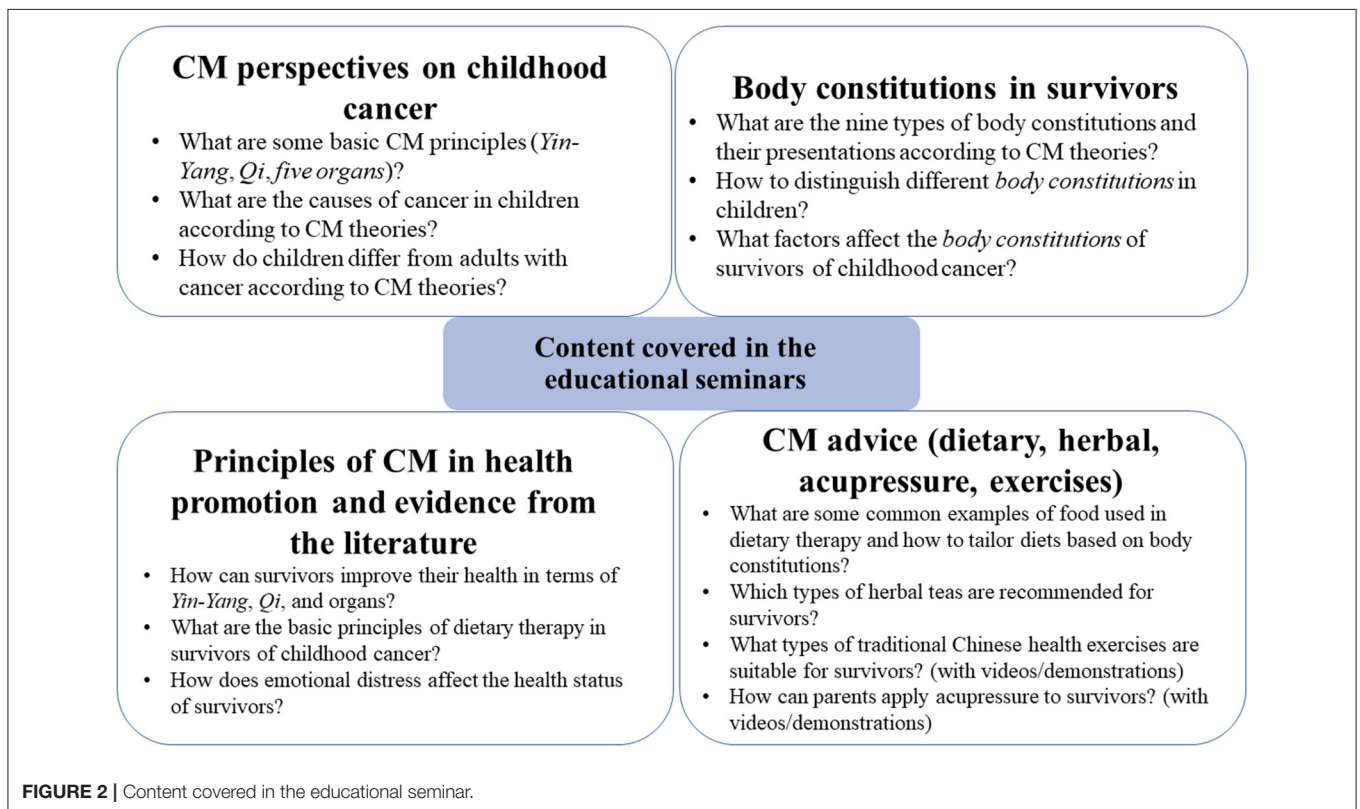 CM perspectives on childhood
cancer
• What are some basic CM principles (Yin-
Yang, Qi, five organs)?
• What are the causes of cancer in children
according to CM theories?
• How do children differ from adults with
cancer according to CM theories?
Body constitutions in survivors
• What are the nine types of body constitutions and
their presentations according to CM theories?
• How to distinguish different body constitutions in
children?
• What factors affect the body constitutions of
survivors of childhood cancer?
Content covered in the
educational seminars
Principles of CM in health
promotion and evidence from
the literature
• How can survivors improve their health in terms of
Yin-Yang, Qi, and organs?
• What are the basic principles of dietary therapy in
survivors of childhood cancer?
• How does emotional distress affect the health status
of survivors?
CM advice (dietary, herbal,
acupressure, exercises)
• What are some common examples of food used in
dietary therapy and how to tailor diets based on body
constitutions?
• Which types of herbal teas are recommended for
survivors?
• What types of traditional Chinese health exercises are
suitable for survivors? (with videos/demonstrations)
• How can parents apply acupressure to survivors? (with
videos/demonstrations)
FIGURE 2 | Content covered in the educational seminar.